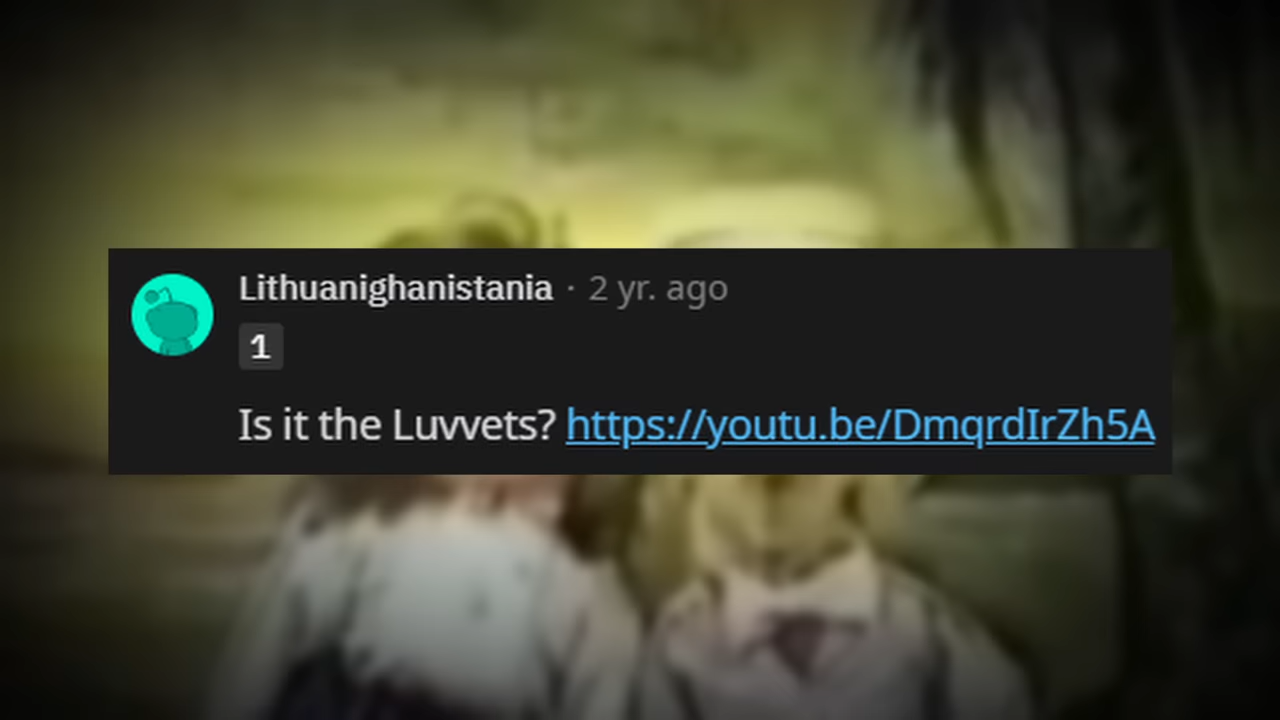 Lithuanighanistania · 2 yr. ago
1
Is it the Luvvets? https://youtu.be/DmqrdIrZh5A